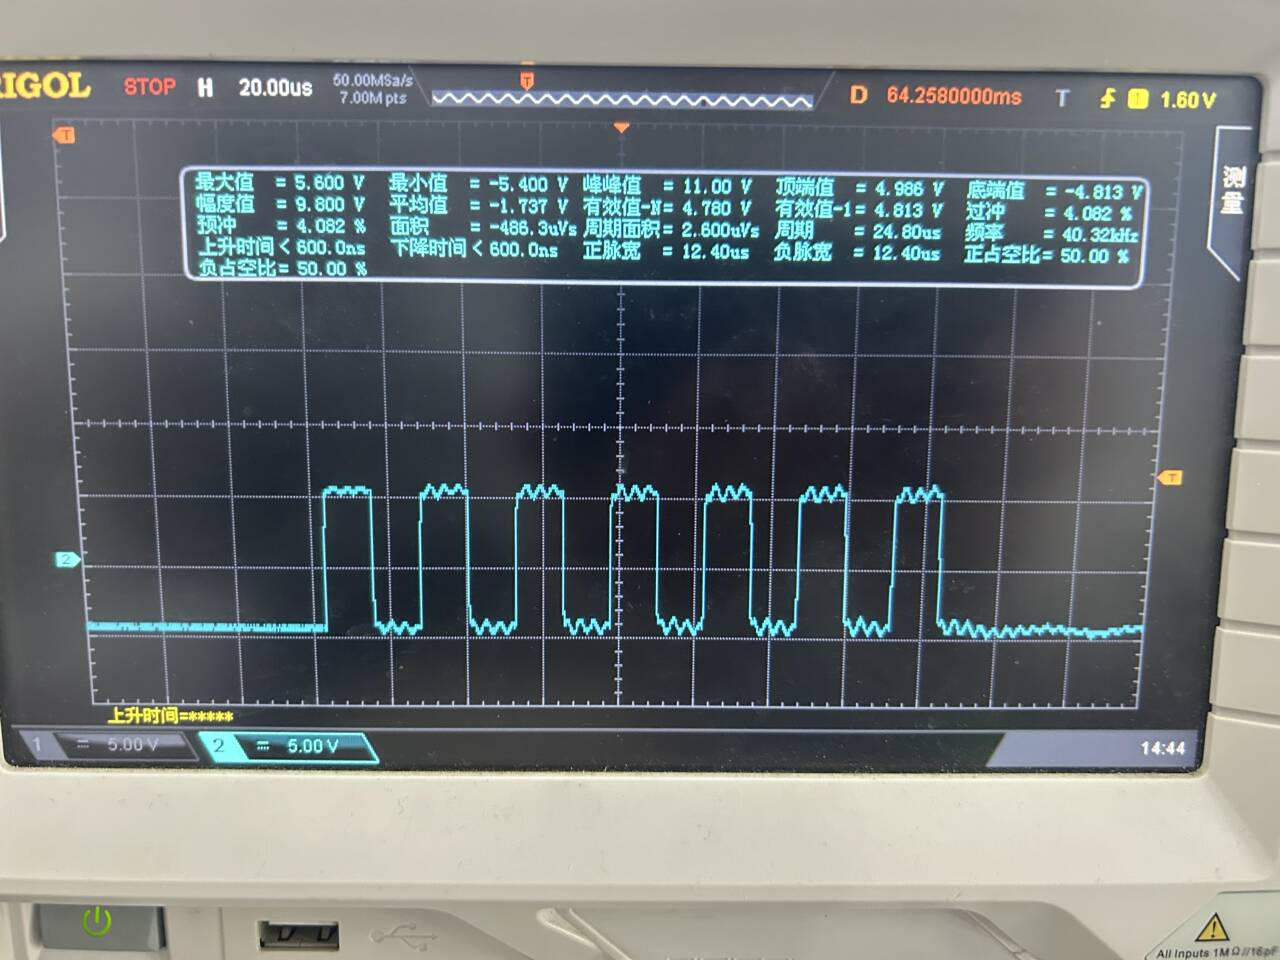 RIGOL STOP H 20.00us 50.00MSa/s 7.00M pts T D 64.2580000ms T 1 1.60 V
T
测量
最大值 = 5.600 V 最小值 = -5.400 V 峰峰值 = 11.00 V 顶端值 = 4.986 V 底端值 = -4.813 V
幅度值 = 9.800 V 平均值 = -1.737 V 有效值-N= 4.780 V 有效值-1= 4.813 V 过冲 = 4.082 %
预冲 = 4.082 % 面积 = -486.3uVs 周期面积= 2.600uVs 周期 = 24.80us 频率 = 40.32kHz
上升时间 < 600.0ns 下降时间 < 600.0ns 正脉宽 = 12.40us 负脉宽 = 12.40us 正占空比= 50.00 %
负占空比= 50.00 %
T
2
上升时间=*****
1 = 5.00 V 2 = 5.00 V 14:44
All Inputs 1MΩ//16pF